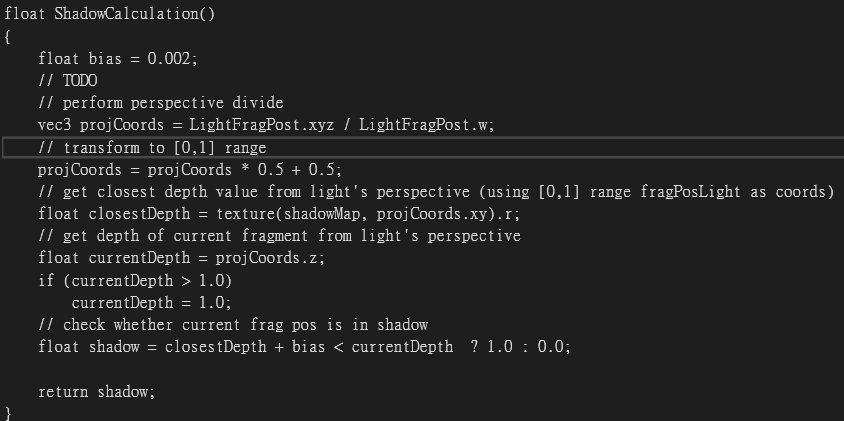 float ShadowCalculation()
{
    float bias = 0.002;
    // TODO
    // perform perspective divide
    vec3 projCoords = LightFragPost.xyz / LightFragPost.w;
    // transform to [0,1] range
    projCoords = projCoords * 0.5 + 0.5;
    // get closest depth value from light's perspective (using [0,1] range fragPosLight as coords)
    float closestDepth = texture(shadowMap, projCoords.xy).r;
    // get depth of current fragment from light's perspective
    float currentDepth = projCoords.z;
    if (currentDepth > 1.0)
        currentDepth = 1.0;
    // check whether current frag pos is in shadow
    float shadow = closestDepth + bias < currentDepth  ? 1.0 : 0.0;

    return shadow;
}